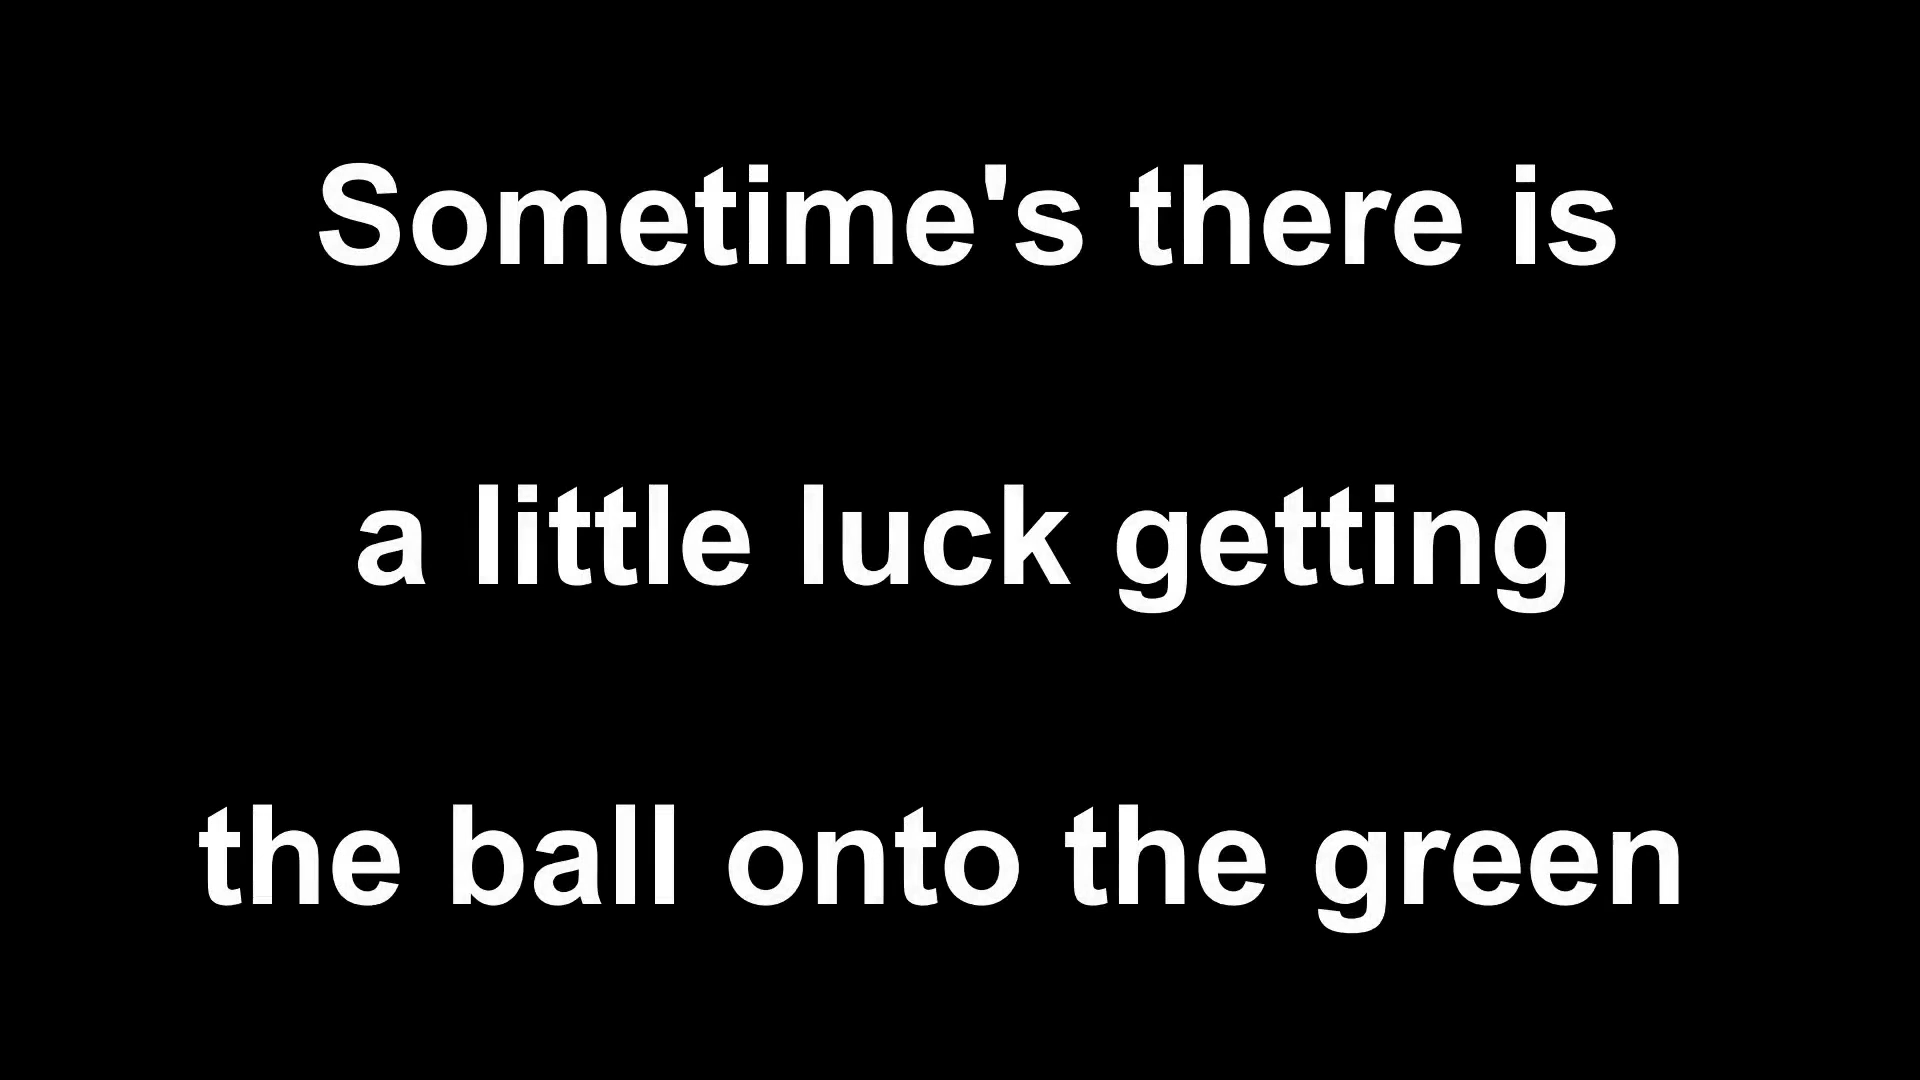 Sometime's there is
a little luck getting
the ball onto the green